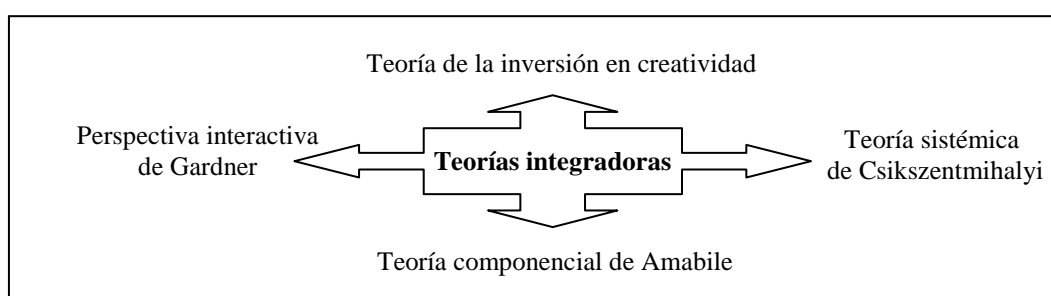 Teoría de la inversión en creatividad
Perspectiva interactiva
de Gardner
Teorías integradoras
Teoría sistémica
de Csikszentmihalyi
Teoría componencial de Amabile